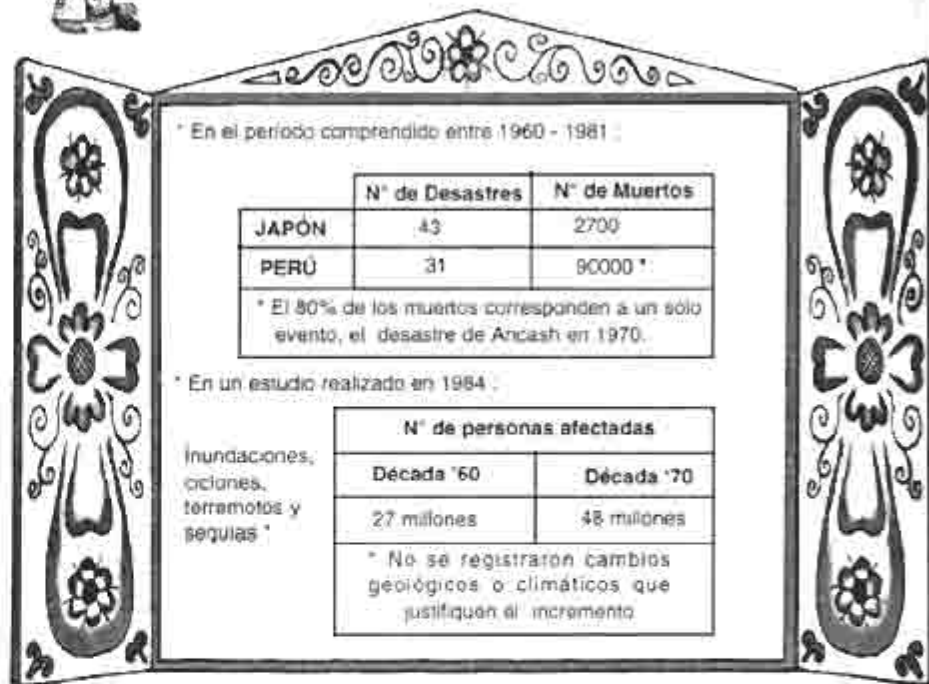 * En el período comprendido entre 1960 - 1981 :
N° de Desastres N° de Muertos
JAPÓN 43 2700
PERÚ 31 90000 *
* El 80% de los muertos corresponden a un sólo
evento, el desastre de Ancash en 1970.
* En un estudio realizado en 1984 :
N° de personas afectadas
Inundaciones,
ciclones,
terremotos y
sequías *
Década '60 Década '70
27 millones 48 millones
* No se registraron cambios
geológicos o climáticos que
justifiquen el incremento